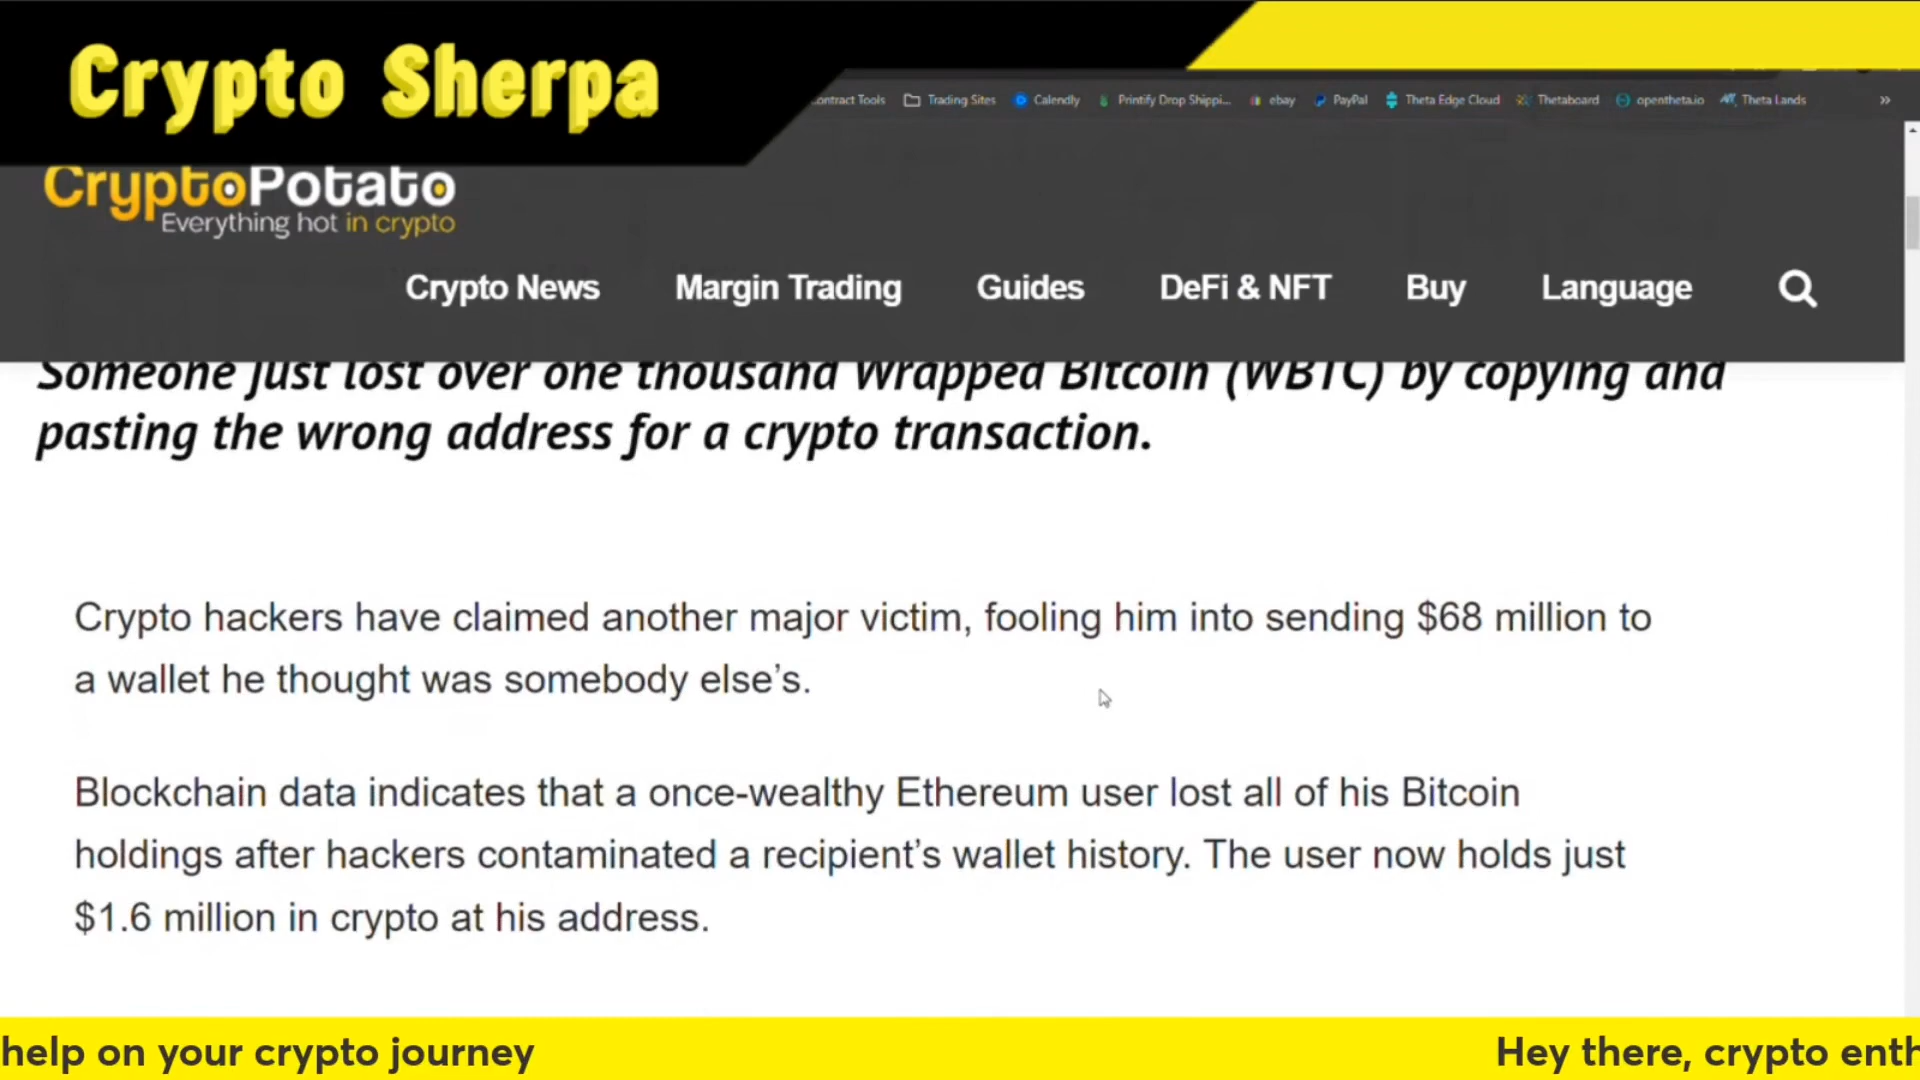 Crypto Sherpa
ontract Tools Trading Sites Calendly Printify Drop Shippi... ebay PayPal Theta Edge Cloud Thetaboard opentheta.io Theta Lands »
CryptoPotato
Everything hot in crypto
Crypto News Margin Trading Guides DeFi & NFT Buy Language
Someone just lost over one thousand Wrapped Bitcoin (WBTC) by copying and
pasting the wrong address for a crypto transaction.
Crypto hackers have claimed another major victim, fooling him into sending $68 million to
a wallet he thought was somebody else’s.
Blockchain data indicates that a once-wealthy Ethereum user lost all of his Bitcoin
holdings after hackers contaminated a recipient’s wallet history. The user now holds just
$1.6 million in crypto at his address.
help on your crypto journey Hey there, crypto enth